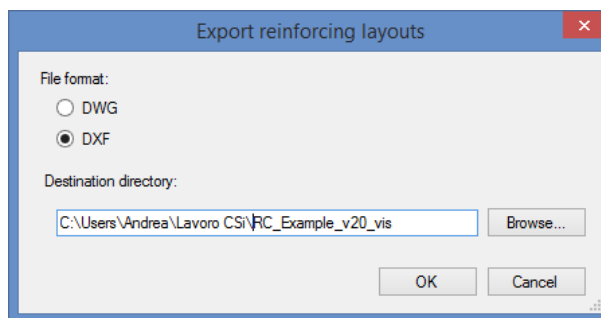 Export reinforcing layouts
File format:
DWG
DXF
Destination directory:
C:\Users\Andrea\Lavoro CSi\RC_Example_v20_vis
Browse...
OK
Cancel